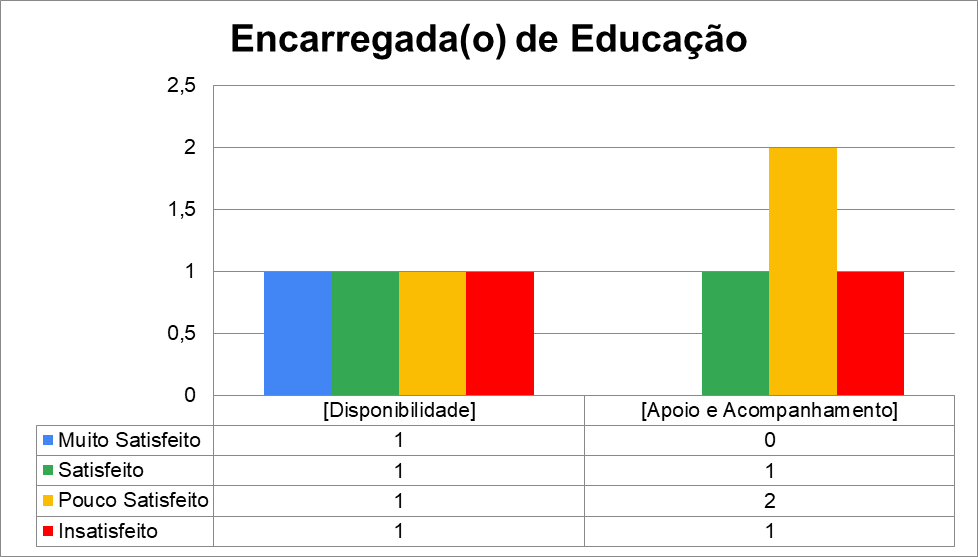 Encarregada(o) de Educação
2,5
2
1,5
1
0,5
0
[Disponibilidade] [Apoio e Acompanhamento]
Muito Satisfeito 1 0
Satisfeito 1 1
Pouco Satisfeito 1 2
Insatisfeito 1 1